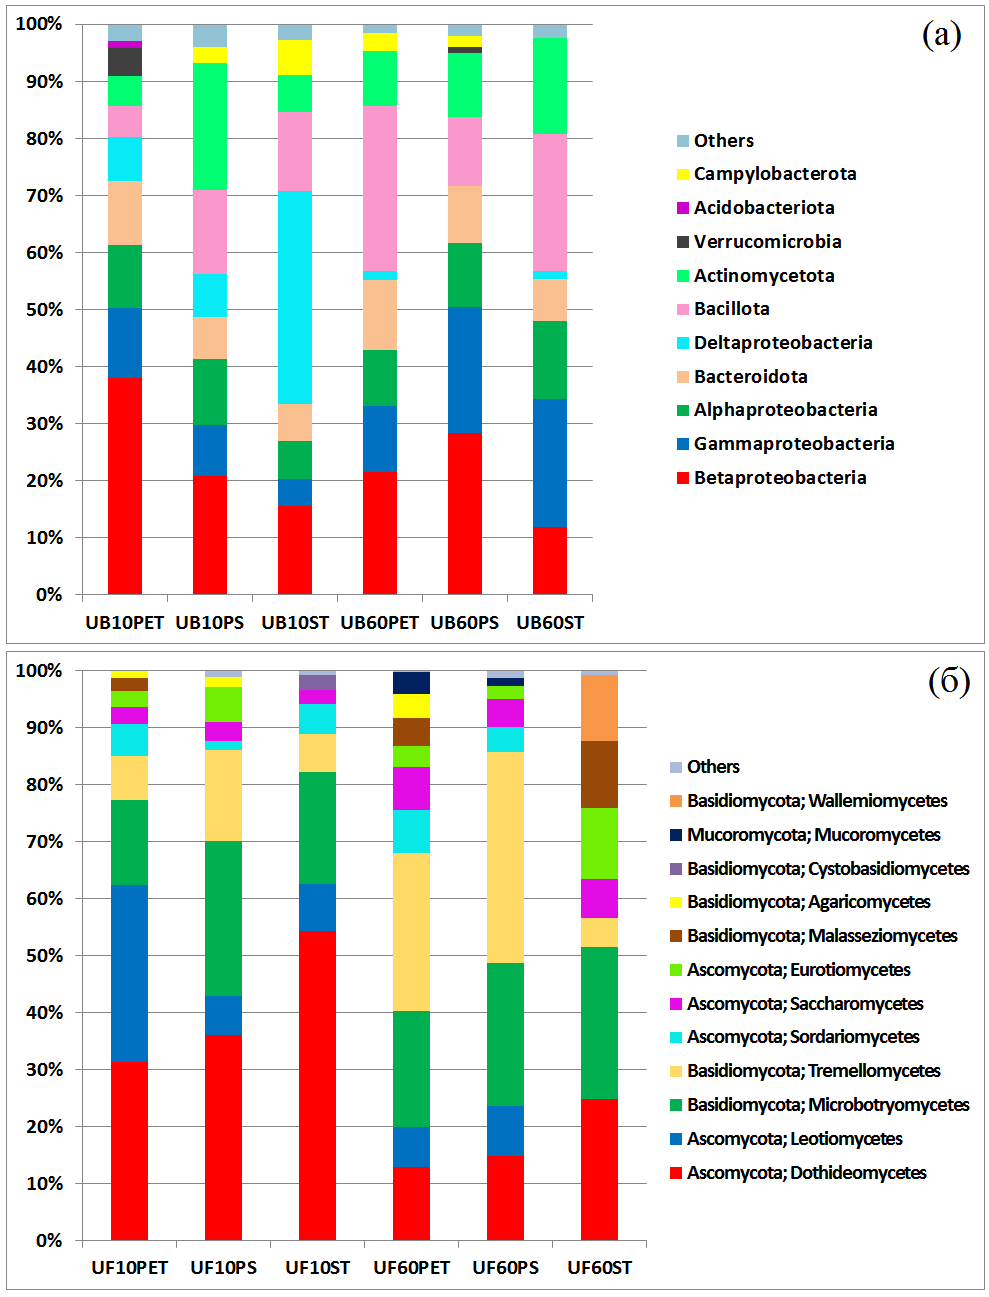 100%
(а)
90%
80%
70%
60%
50%
40%
30%
20%
10%
0%
UB10PET UB10PS UB10ST UB60PET UB60PS UB60ST
Others
Campylobacterota
Acidobacteriota
Verrucomicrobia
Actinomycetota
Bacillota
Deltaproteobacteria
Bacteroidota
Alphaproteobacteria
Gammaproteobacteria
Betaproteobacteria
100%
(б)
90%
80%
70%
60%
50%
40%
30%
20%
10%
0%
UF10PET UF10PS UF10ST UF60PET UF60PS UF60ST
Others
Basidiomycota; Wallemiomycetes
Mucoromycota; Mucoromycetes
Basidiomycota; Cystobasidiomycetes
Basidiomycota; Agaricomycetes
Basidiomycota; Malasseziomycetes
Ascomycota; Eurotiomycetes
Ascomycota; Saccharomycetes
Ascomycota; Sordariomycetes
Basidiomycota; Tremellomycetes
Basidiomycota; Microbotryomycetes
Ascomycota; Leotiomycetes
Ascomycota; Dothideomycetes